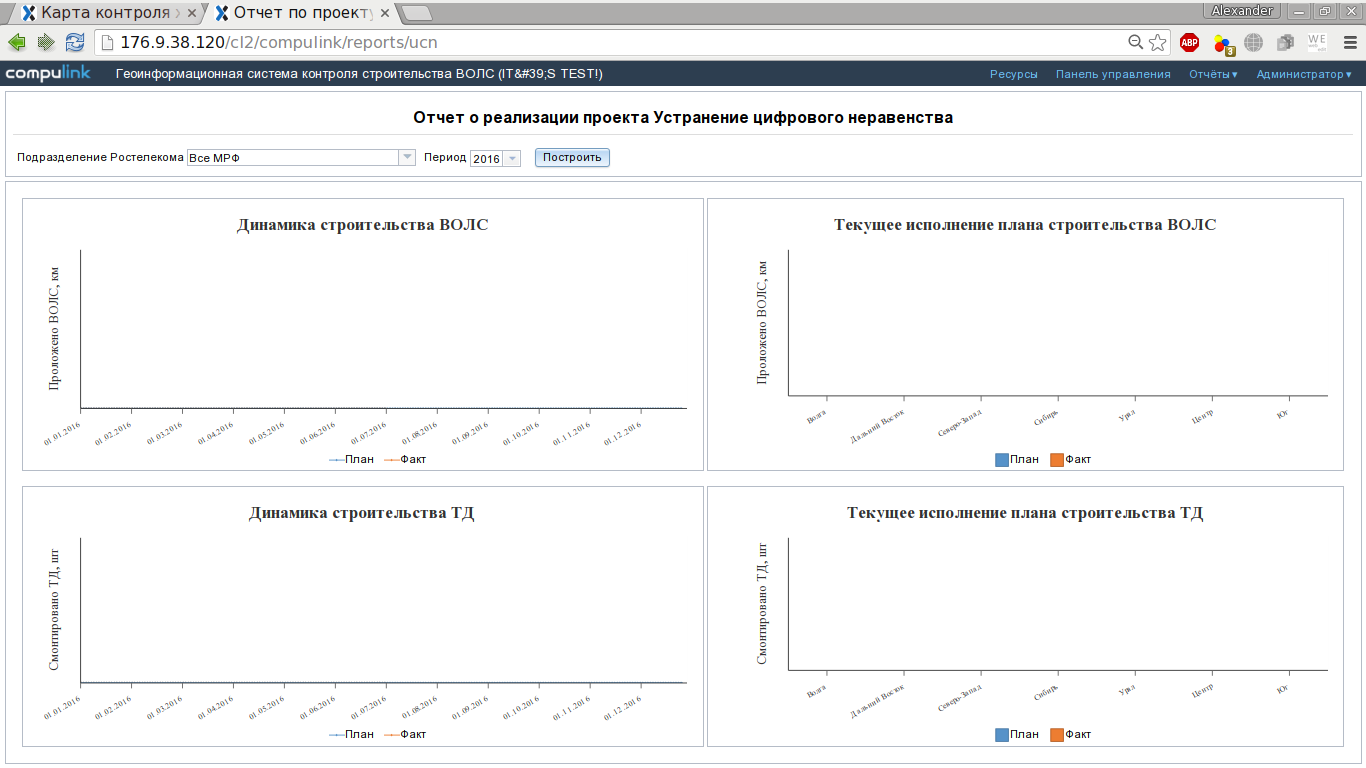 Карта контроля
Отчет по проекту
Alexander
176.9.38.120/cl2/compulink/reports/ucn
ABP
3
WE
compulink
Геоинформационная система контроля строительства ВОЛС (IT&#39;S TEST!)
Ресурсы
Панель управления
Отчёты
Администратор
Отчет о реализации проекта Устранение цифрового неравенства
Подразделение Ростелекома
Все МРФ
Период
2016
Построить
Динамика строительства ВОЛС
Проложено ВОЛС, км
01.01.2016
01.02.2016
01.03.2016
01.04.2016
01.05.2016
01.06.2016
01.07.2016
01.08.2016
01.09.2016
01.10.2016
01.11.2016
01.12.2016
План
Факт
Текущее исполнение плана строительства ВОЛС
Проложено ВОЛС, км
Волга
Дальний Восток
Северо-Запад
Сибирь
Урал
Центр
Юг
План
Факт
Динамика строительства ТД
Смонтировано ТД, шт
01.01.2016
01.02.2016
01.03.2016
01.04.2016
01.05.2016
01.06.2016
01.07.2016
01.08.2016
01.09.2016
01.10.2016
01.11.2016
01.12.2016
План
Факт
Текущее исполнение плана строительства ТД
Смонтировано ТД, шт
Волга
Дальний Восток
Северо-Запад
Сибирь
Урал
Центр
Юг
План
Факт